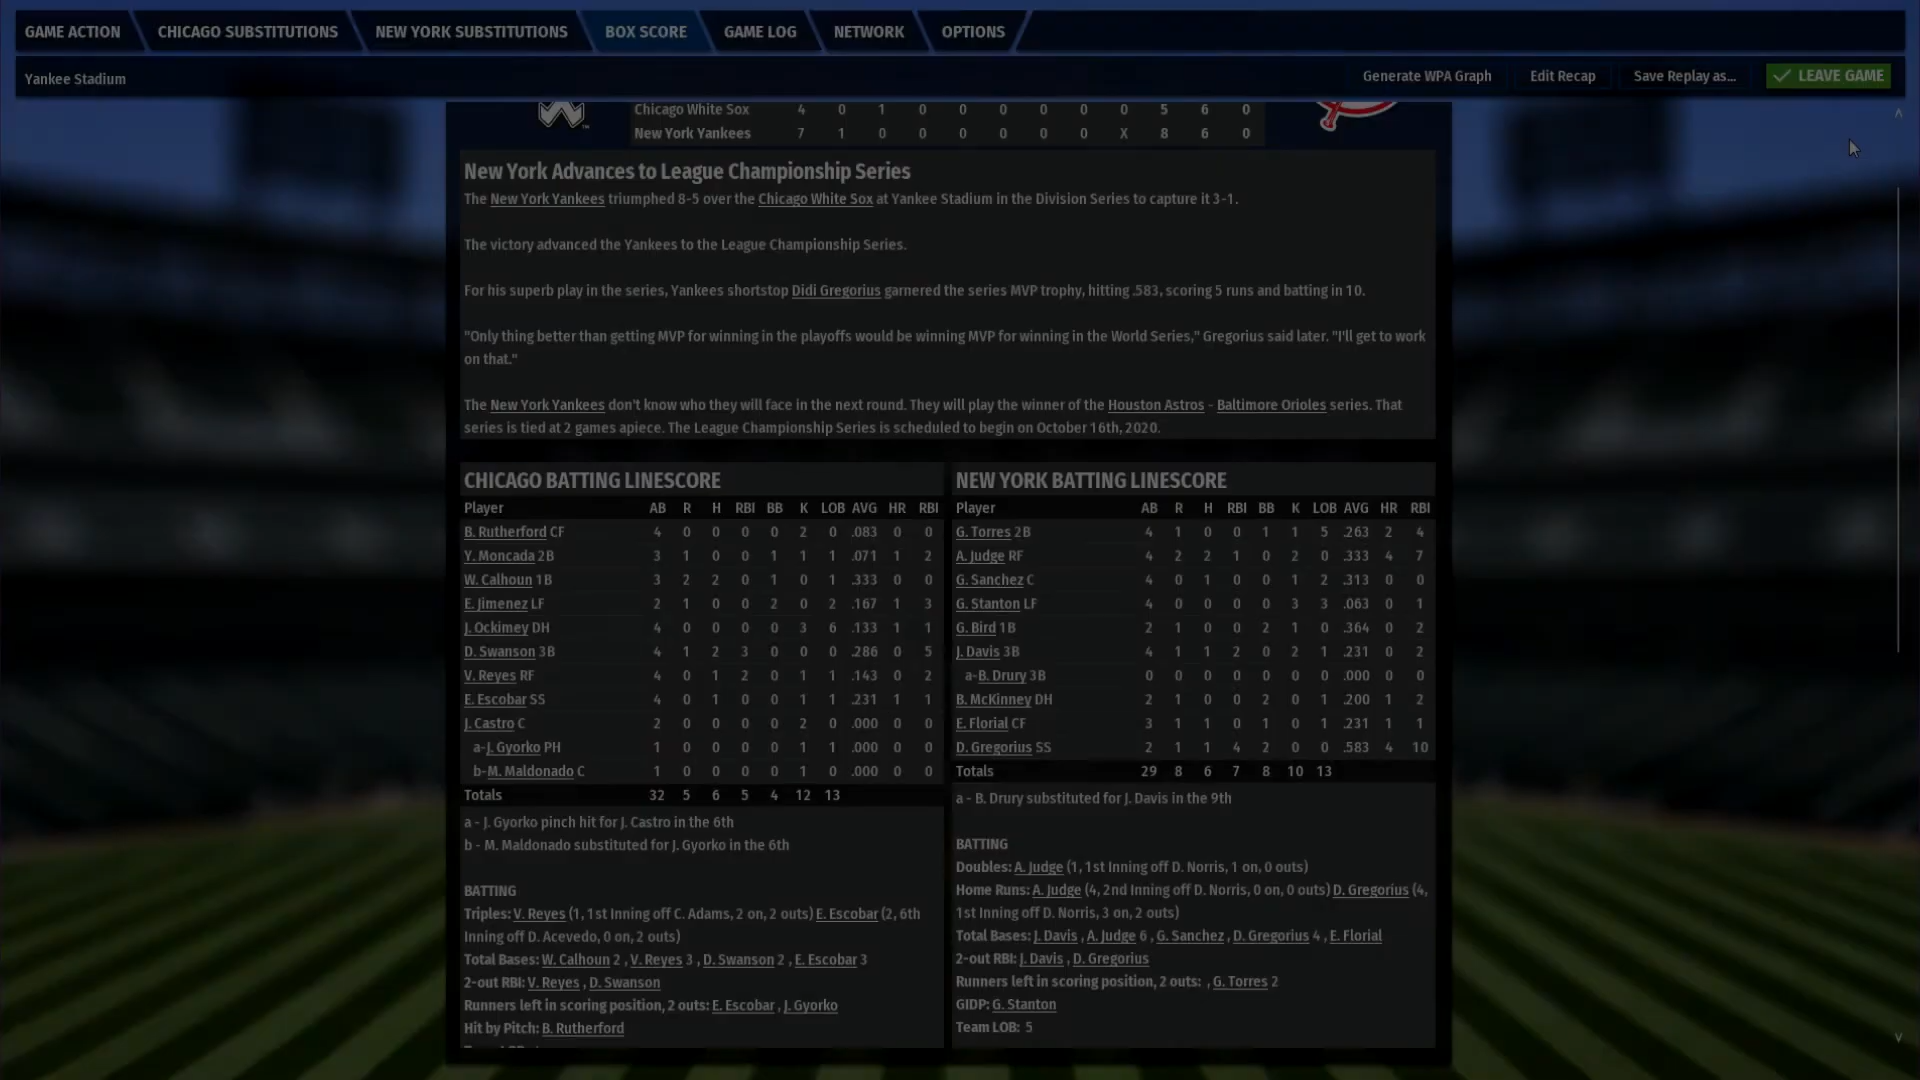 GAME ACTION CHICAGO SUBSTITUTIONS NEW YORK SUBSTITUTIONS BOX SCORE GAME LOG NETWORK OPTIONS
Yankee Stadium Generate WPA Graph Edit Recap Save Replay as... LEAVE GAME
Chicago White Sox 4 0 1 0 0 0 0 0 0 5 6 0
New York Yankees 7 1 0 0 0 0 0 0 X 8 6 0
New York Advances to League Championship Series
The New York Yankees triumphed 8-5 over the Chicago White Sox at Yankee Stadium in the Division Series to capture it 3-1.
The victory advanced the Yankees to the League Championship Series.
For his superb play in the series, Yankees shortstop Didi Gregorius garnered the series MVP trophy, hitting .583, scoring 5 runs and batting in 10.
"Only thing better than getting MVP for winning in the playoffs would be winning MVP for winning in the World Series," Gregorius said later. "I'll get to work
on that."
The New York Yankees don't know who they will face in the next round. They will play the winner of the Houston Astros - Baltimore Orioles series. That
series is tied at 2 games apiece. The League Championship Series is scheduled to begin on October 16th, 2020.
CHICAGO BATTING LINESCORE
Player AB R H RBI BB K LOB AVG HR RBI
B. Rutherford CF 4 0 0 0 0 2 0 .083 0 0
Y. Moncada 2B 3 1 0 0 1 1 1 .071 1 2
W. Calhoun 1B 3 2 2 0 1 0 1 .333 0 0
E. Jimenez LF 2 1 0 0 2 0 2 .167 1 3
J. Ockimey DH 4 0 0 0 0 3 6 .133 1 1
D. Swanson 3B 4 1 2 3 0 0 0 .286 0 5
V. Reyes RF 4 0 1 2 0 1 1 .143 0 2
E. Escobar SS 4 0 1 0 0 1 1 .231 1 1
J. Castro C 2 0 0 0 0 2 0 .000 0 0
a-J. Gyorko PH 1 0 0 0 0 1 1 .000 0 0
b-M. Maldonado C 1 0 0 0 0 1 0 .000 0 0
Totals 32 5 6 5 4 12 13
a - J. Gyorko pinch hit for J. Castro in the 6th
b - M. Maldonado substituted for J. Gyorko in the 6th
BATTING
Triples: V. Reyes (1, 1st Inning off C. Adams, 2 on, 2 outs) E. Escobar (2, 6th
Inning off D. Acevedo, 0 on, 2 outs)
Total Bases: W. Calhoun 2 , V. Reyes 3 , D. Swanson 2 , E. Escobar 3
2-out RBI: V. Reyes , D. Swanson
Runners left in scoring position, 2 outs: E. Escobar , J. Gyorko
Hit by Pitch: B. Rutherford
NEW YORK BATTING LINESCORE
Player AB R H RBI BB K LOB AVG HR RBI
G. Torres 2B 4 1 0 0 1 1 5 .263 2 4
A. Judge RF 4 2 2 1 0 2 0 .333 4 7
G. Sanchez C 4 0 1 0 0 1 2 .313 0 0
G. Stanton LF 4 0 0 0 0 3 3 .063 0 1
G. Bird 1B 2 1 0 0 2 1 0 .364 0 2
J. Davis 3B 4 1 1 2 0 2 1 .231 0 2
a-B. Drury 3B 0 0 0 0 0 0 0 .000 0 0
B. McKinney DH 2 1 0 0 2 0 1 .200 1 2
E. Florial CF 3 1 1 0 1 0 1 .231 1 1
D. Gregorius SS 2 1 1 4 2 0 0 .583 4 10
Totals 29 8 6 7 8 10 13
a - B. Drury substituted for J. Davis in the 9th
BATTING
Doubles: A. Judge (1, 1st Inning off D. Norris, 1 on, 0 outs)
Home Runs: A. Judge (4, 2nd Inning off D. Norris, 0 on, 0 outs) D. Gregorius (4,
1st Inning off D. Norris, 3 on, 2 outs)
Total Bases: J. Davis , A. Judge 6 , G. Sanchez , D. Gregorius 4 , E. Florial
2-out RBI: J. Davis , D. Gregorius
Runners left in scoring position, 2 outs: , G. Torres 2
GIDP: G. Stanton
Team LOB: 5